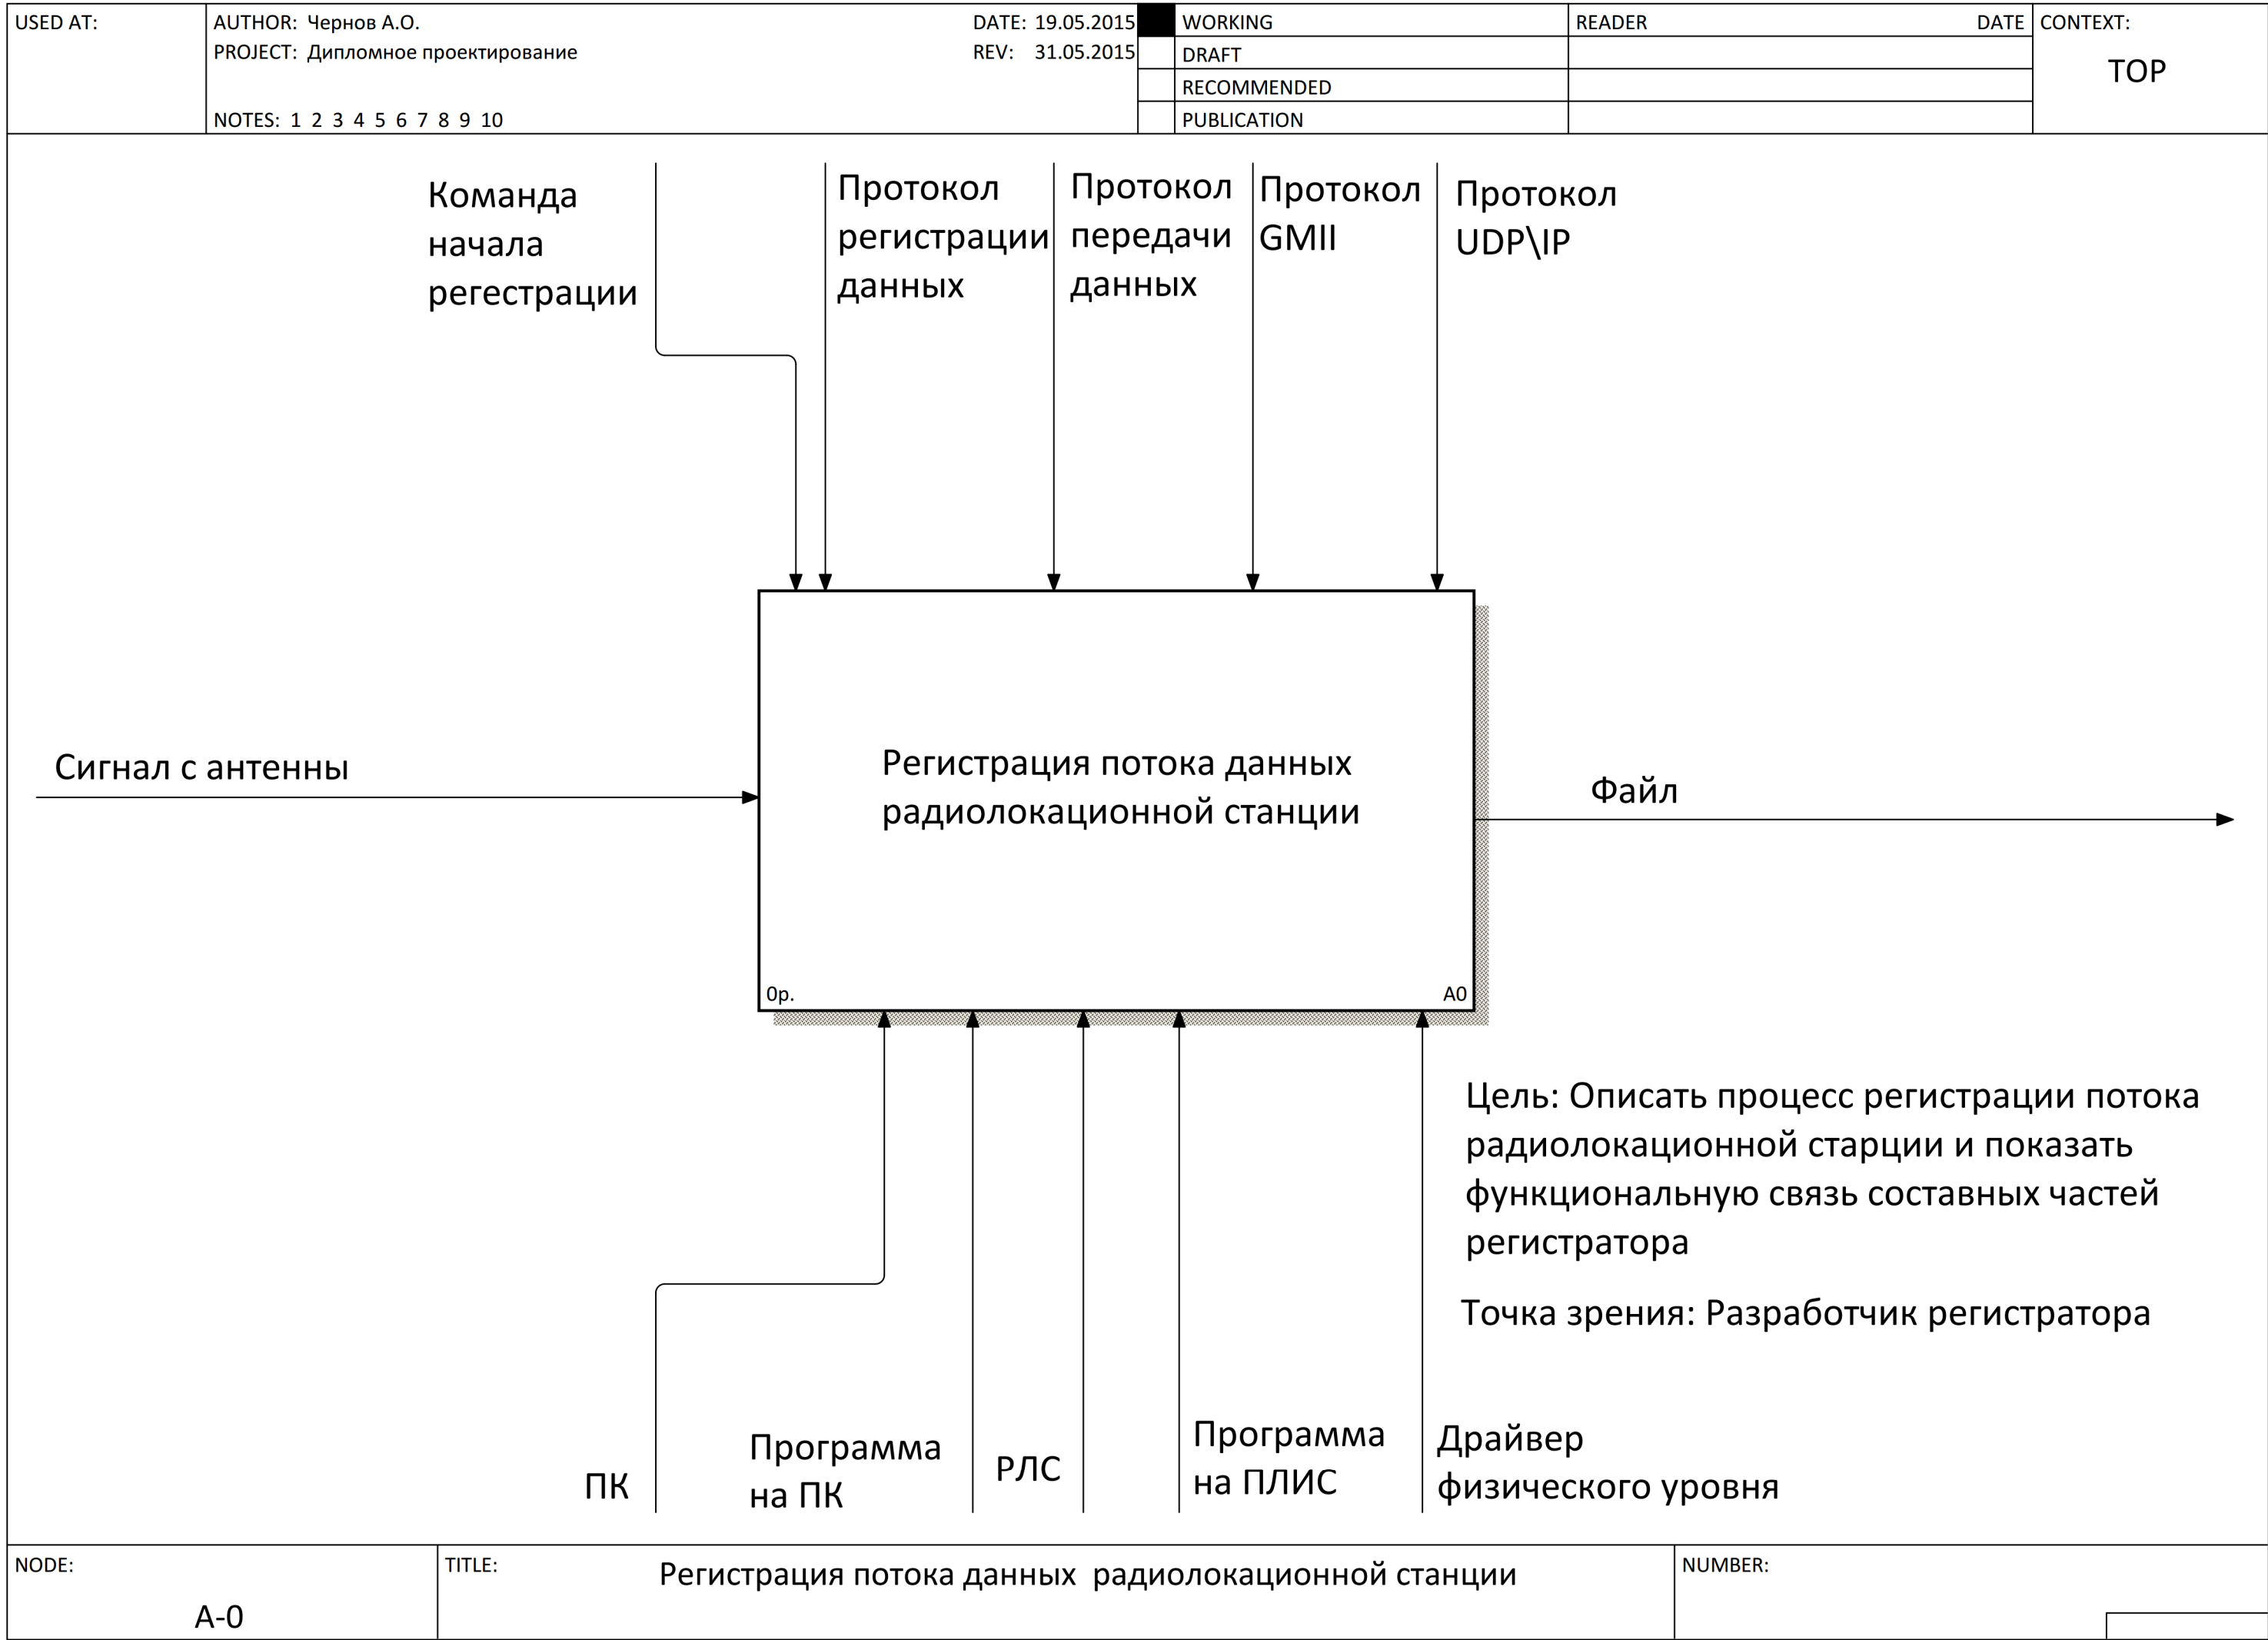 USED AT:
AUTHOR: Чернов А.О.
DATE: 19.05.2015
PROJECT: Дипломное проектирование
REV: 31.05.2015
NOTES: 1 2 3 4 5 6 7 8 9 10
WORKING
DRAFT
RECOMMENDED
PUBLICATION
READER
DATE
CONTEXT:
TOP
Команда
начала
регестрации
Протокол
регистрации
данных
Протокол
передачи
данных
Протокол
GMII
Протокол
UDP\IP
Сигнал с антенны
Регистрация потока данных
радиолокационной станции
0р.
A0
Файл
Цель: Описать процесс регистрации потока
радиолокационной старции и показать
функциональную связь составных частей
регистратора
Точка зрения: Разработчик регистратора
ПК
Программа
на ПК
РЛС
Программа
на ПЛИС
Драйвер
физического уровня
NODE:
A-0
TITLE:
Регистрация потока данных  радиолокационной станции
NUMBER: